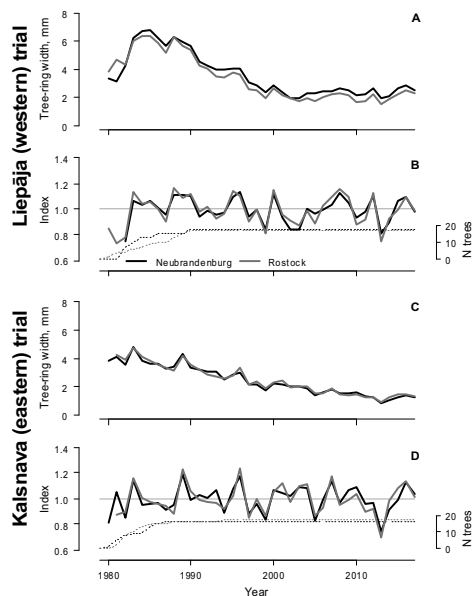 Liepāja (western) trial
Tree-ring width, mm
8
6
4
2
0
A
Index
1.4
1.2
1.0
0.8
0.6
B
20
10
0
N trees
Neubrandenburg
Rostock
Kalsnava (eastern) trial
Tree-ring width, mm
8
6
4
2
0
C
Index
1.4
1.2
1.0
0.8
0.6
D
20
10
0
N trees
1980 1990 2000 2010
Year